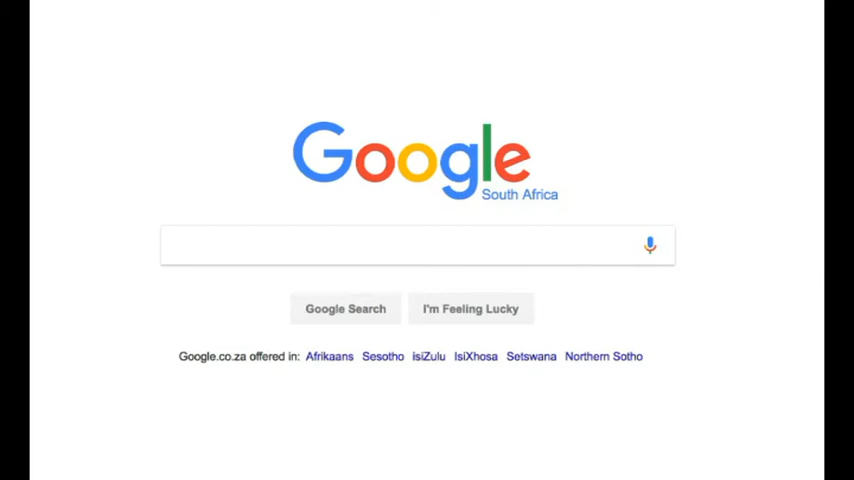 Google
South Africa
Google Search I'm Feeling Lucky
Google.co.za offered in: Afrikaans Sesotho isiZulu IsiXhosa Setswana Northern Sotho